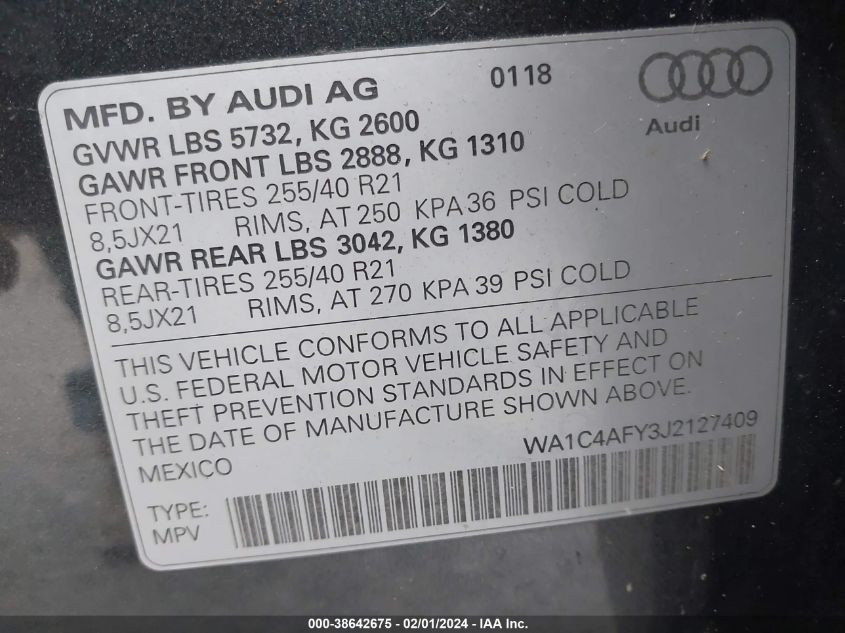 MFD. BY AUDI AG 0118
Audi
GVWR LBS 5732, KG 2600
GAWR FRONT LBS 2888, KG 1310
FRONT-TIRES 255/40 R21
8,5JX21 RIMS, AT 250 KPA 36 PSI COLD
GAWR REAR LBS 3042, KG 1380
REAR-TIRES 255/40 R21
8,5JX21 RIMS, AT 270 KPA 39 PSI COLD
THIS VEHICLE CONFORMS TO ALL APPLICABLE
U.S. FEDERAL MOTOR VEHICLE SAFETY AND
THEFT PREVENTION STANDARDS IN EFFECT ON
THE DATE OF MANUFACTURE SHOWN ABOVE.
MEXICO WA1C4AFY3J2127409
TYPE:
MPV
000-38642675 - 02/01/2024 - IAA Inc.